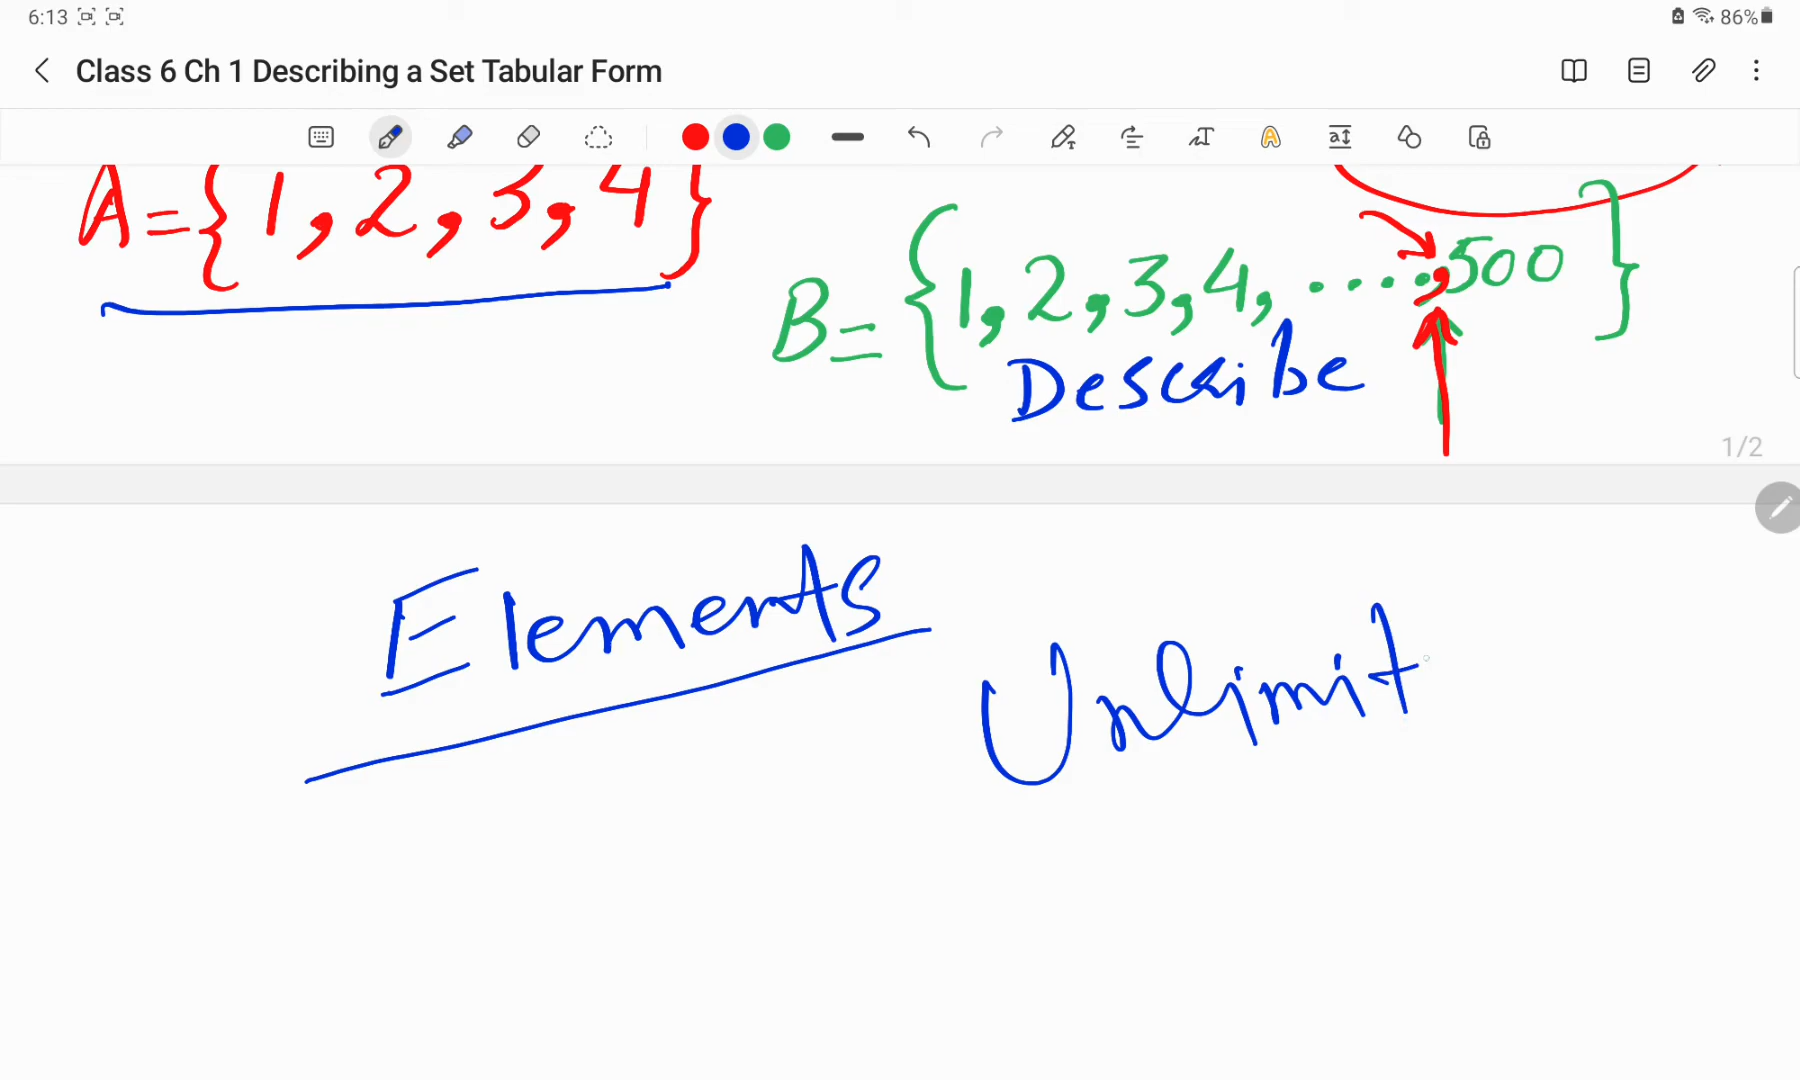 6:13 86%
Class 6 Ch 1 Describing a Set Tabular Form
A={1,2,3,4}
B={1,2,3,4,.....,500}
Describe
1/2
Elements
Unlimit